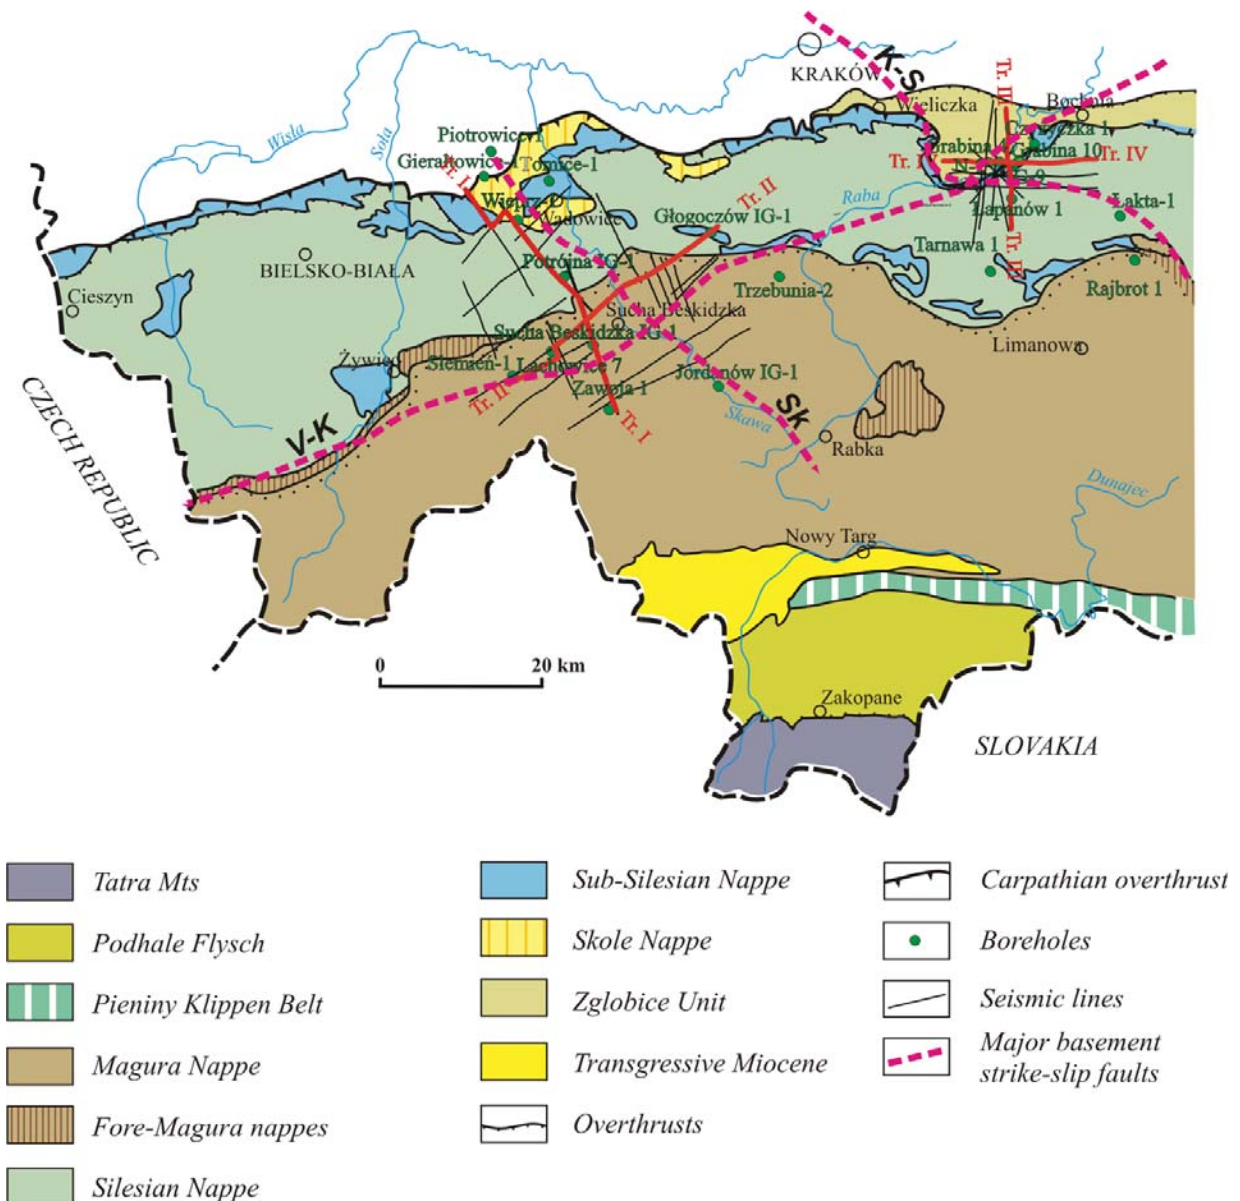 KRAKÓW
K-S
Wieliczka
Bochnia
Tr. III
Wisła
Soła
Piotrowice-1
Gierałtowice-1
Tomice-1
Tr. I
Wieprz-D
Wadowice
Głogoczów IG-1
Tr. II
Raba
Grabina 10
Tr. IV
Łapanów 1
Łakta-1
Tarnawa 1
Tr. III
Rajbrot 1
BIELSKO-BIAŁA
Potrójna IG-1
Trzebunia-2
Cieszyn
Sucha Beskidzka
Sucha Beskidzka IG-1
Limanowa
Żywiec
Siemień-1
Lachowice 7
Jordanów IG-1
Tr. II
Zawoja-1
Tr. I
Skawa
Sk
Rabka
V-K
CZECH REPUBLIC
Dunajec
Nowy Targ
0
20 km
Zakopane
SLOVAKIA
Tatra Mts
Podhale Flysch
Pieniny Klippen Belt
Magura Nappe
Fore-Magura nappes
Silesian Nappe
Sub-Silesian Nappe
Skole Nappe
Zglobice Unit
Transgressive Miocene
Overthrusts
Carpathian overthrust
Boreholes
Seismic lines
Major basement
strike-slip faults